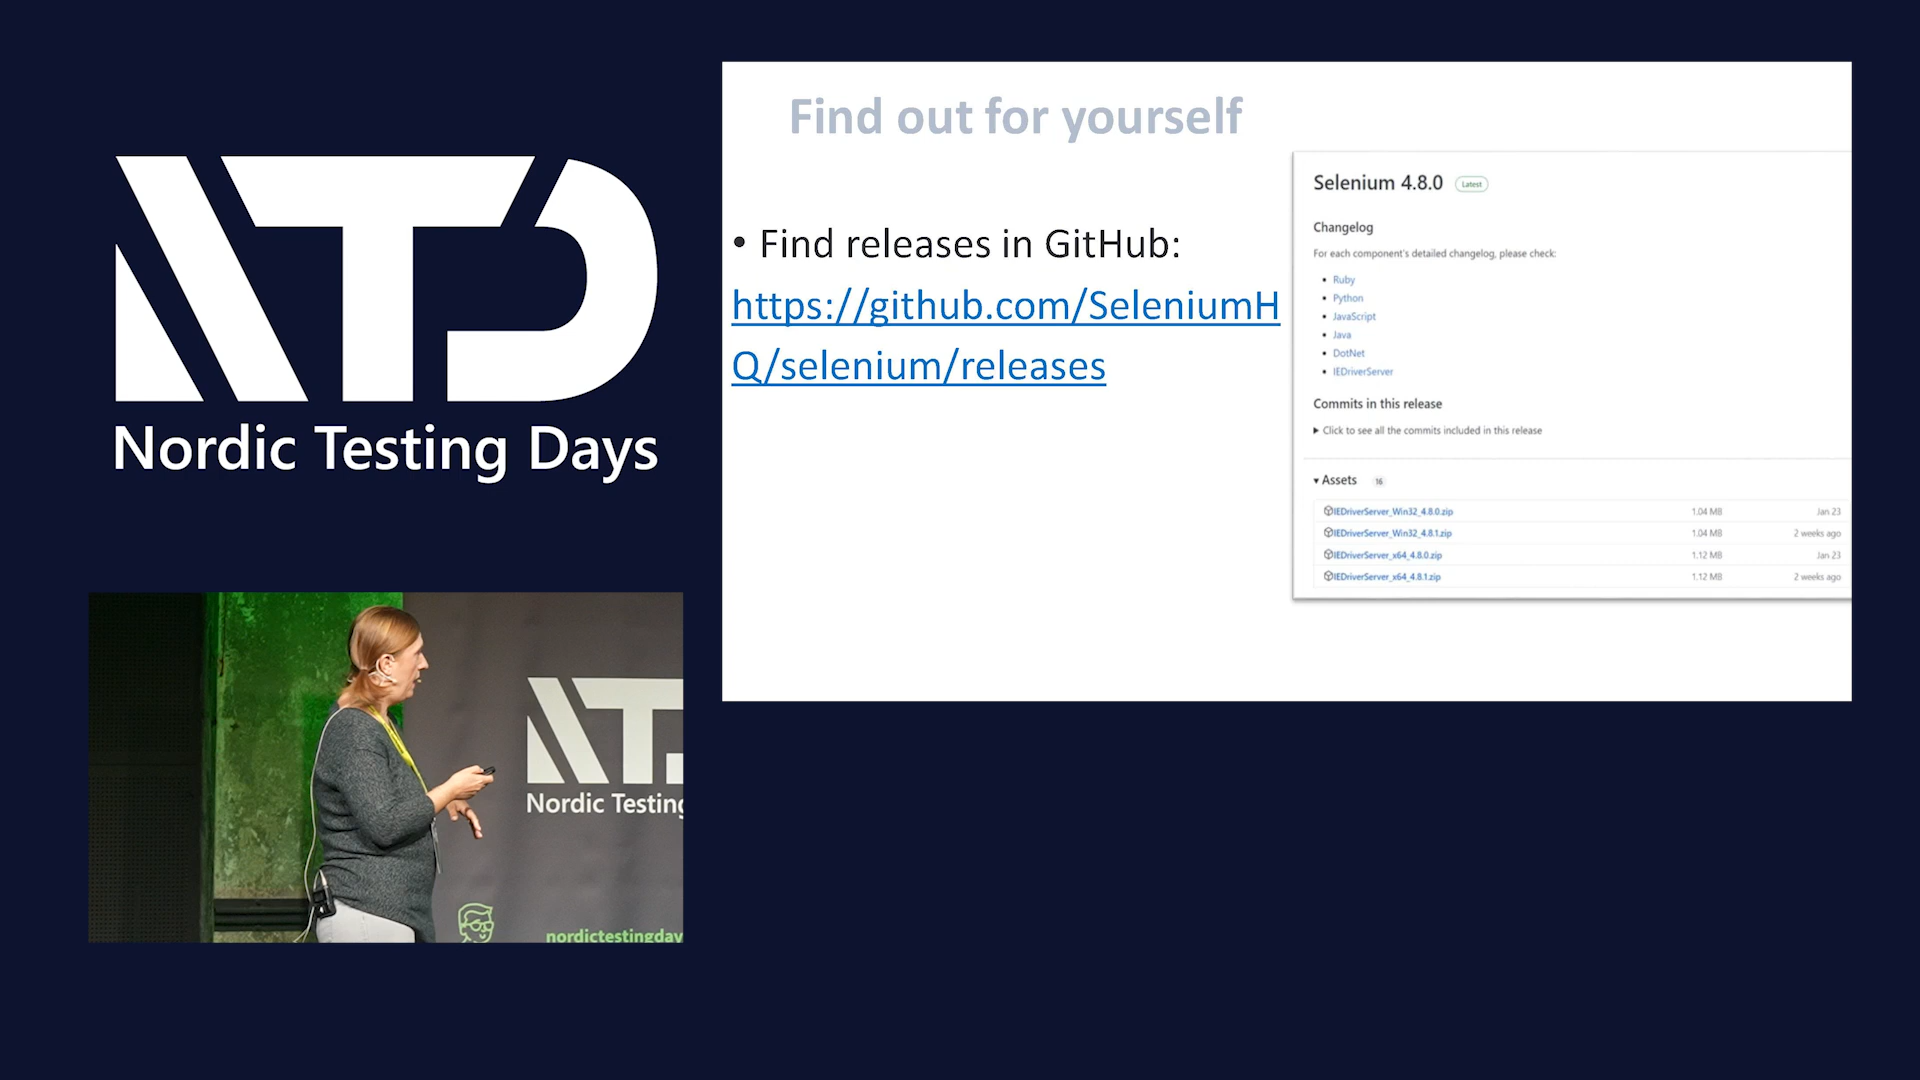 Nordic Testing Days
Find out for yourself
• Find releases in GitHub:
https://github.com/SeleniumH
Q/selenium/releases
Selenium 4.8.0 Latest
Changelog
For each component's detailed changelog, please check:
• Ruby
• Python
• JavaScript
• Java
• DotNet
• IEDriverServer
Commits in this release
Click to see all the commits included in this release
Assets 16
IEDriverServer_Win32_4.8.0.zip 1.04 MB Jan 23
IEDriverServer_Win32_4.8.1.zip 1.04 MB 2 weeks ago
IEDriverServer_x64_4.8.0.zip 1.12 MB Jan 23
IEDriverServer_x64_4.8.1.zip 1.12 MB 2 weeks ago
Nordic Testing
nordictestingday